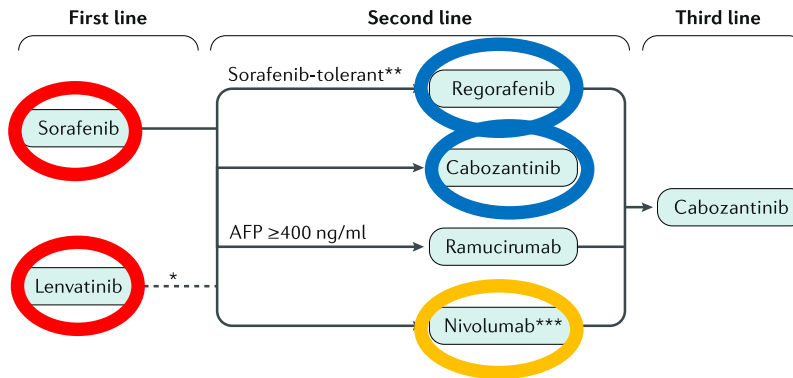 First line
Second line
Third line
Sorafenib-tolerant**
Regorafenib
Sorafenib
Cabozantinib
Cabozantinib
AFP ≥400 ng/ml
Ramucirumab
Lenvatinib
*
Nivolumab***